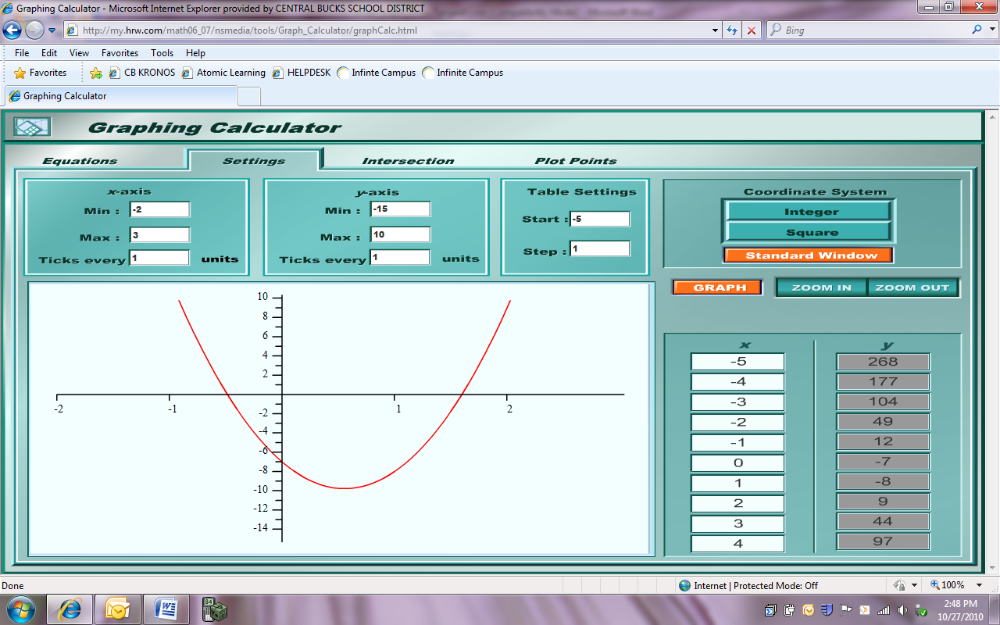 Graphing Calculator - Microsoft Internet Explorer provided by CENTRAL BUCKS SCHOOL DISTRICT
http://my.hrw.com/math06_07/nsmedia/tools/Graph_Calculator/graphCalc.html
Bing
File Edit View Favorites Tools Help
Favorites CB KRONOS Atomic Learning HELPDESK Infinte Campus Infinite Campus
Graphing Calculator
Graphing Calculator
Equations Settings Intersection Plot Points
x-axis
Min : -2
Max : 3
Ticks every 1 units
y-axis
Min : -15
Max : 10
Ticks every 1 units
Table Settings
Start : -5
Step : 1
Coordinate System
Integer
Square
Standard Window
GRAPH ZOOM IN ZOOM OUT
10
8
6
4
2
-2 -1 1 2
-2
-4
-6
-8
-10
-12
-14
x y
-5 268
-4 177
-3 104
-2 49
-1 12
0 -7
1 -8
2 9
3 44
4 97
Done Internet | Protected Mode: Off 100%
84
2:48 PM
10/27/2010